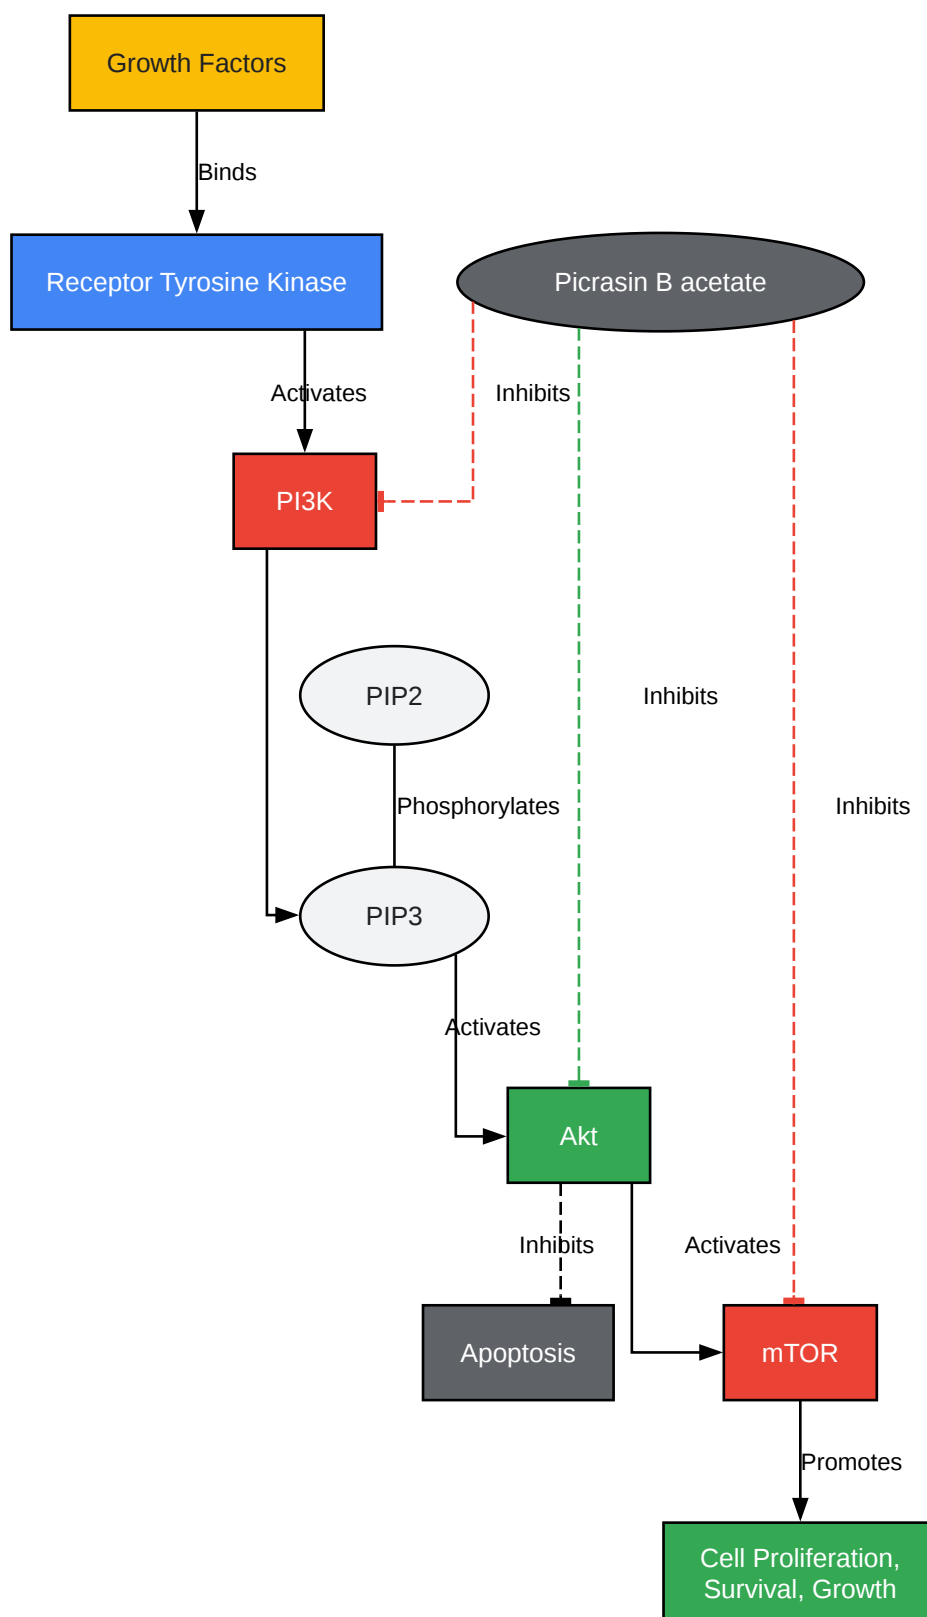 Growth Factors
Binds
Receptor Tyrosine Kinase
Picrasin B acetate
Activates
Inhibits
PI3K
PIP2
Inhibits
Phosphorylates
Inhibits
PIP3
Activates
Akt
Inhibits
Activates
Apoptosis
mTOR
Promotes
Cell Proliferation,
Survival, Growth